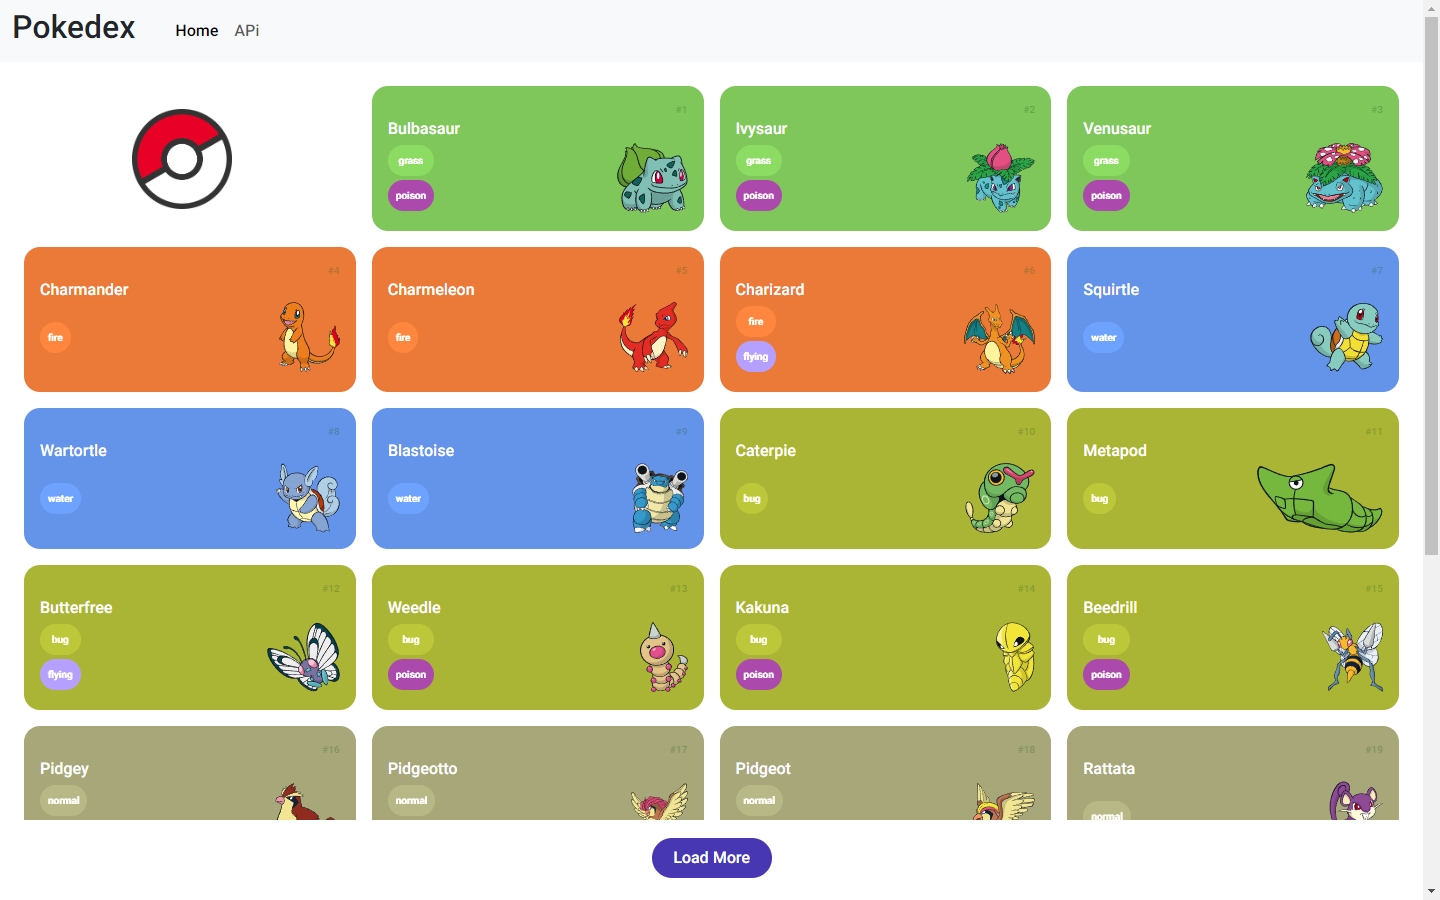 Pokedex
Home
APi
#1
Bulbasaur
grass
poison
#2
Ivysaur
grass
poison
#3
Venusaur
grass
poison
#4
Charmander
fire
#5
Charmeleon
fire
#6
Charizard
fire
flying
#7
Squirtle
water
#8
Wartortle
water
#9
Blastoise
water
#10
Caterpie
bug
#11
Metapod
bug
#12
Butterfree
bug
flying
#13
Weedle
bug
poison
#14
Kakuna
bug
poison
#15
Beedrill
bug
poison
#16
Pidgey
normal
#17
Pidgeotto
normal
#18
Pidgeot
normal
#19
Rattata
normal
Load More